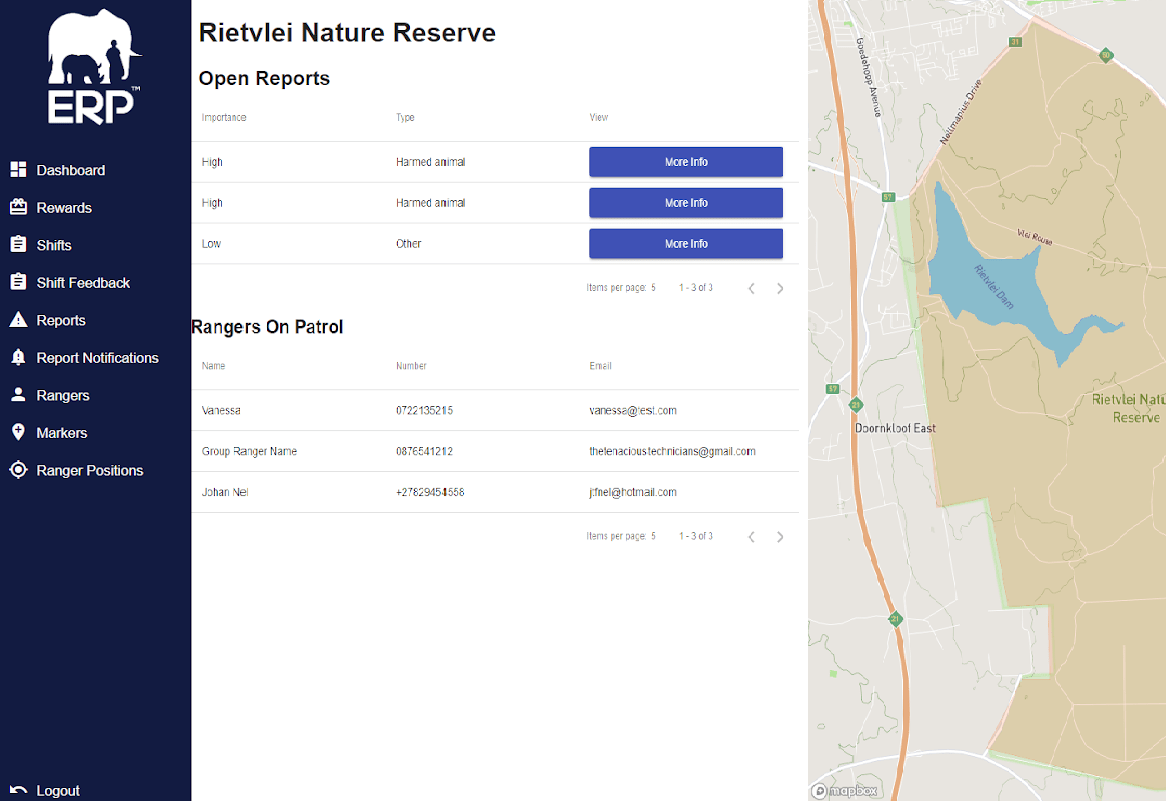 ERP™
Dashboard
Rewards
Shifts
Shift Feedback
Reports
Report Notifications
Rangers
Markers
Ranger Positions
Logout
Rietvlei Nature Reserve
Open Reports
Importance Type View
High Harmed animal More Info
High Harmed animal More Info
Low Other More Info
Items per page: 5 1 - 3 of 3
Rangers On Patrol
Name Number Email
Vanessa 0722135215 vanessa@test.com
Group Ranger Name 0876541212 thetenacioustechnicians@gmail.com
Johan Nel +27829454558 jtfnel@hotmail.com
Items per page: 5 1 - 3 of 3
Goedehoop Avenue
31
50
Nellmapius Drive
57
Vlei Route
Rietvlei Dam
57
21
Rietvlei Natu
Reserve
Doornkloof East
21
mapbox